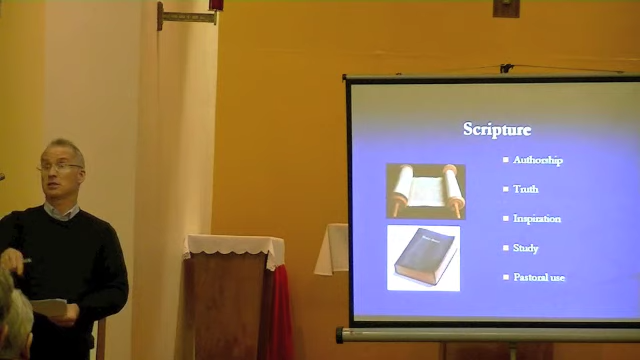 Scripture
Authorship
Truth
Inspiration
Study
Pastoral use